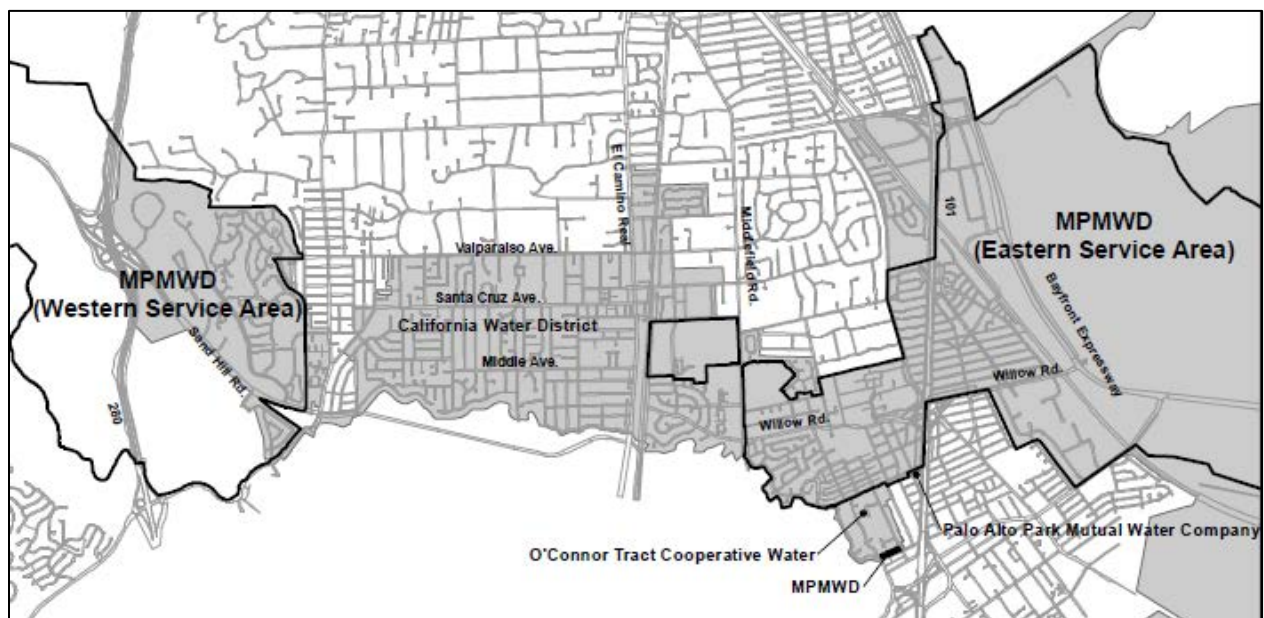 El Camino Real
Middlefield Rd.
101
MPMWD
(Eastern Service Area)
Valparaiso Ave.
MPMWD
(Western Service Area)
Santa Cruz Ave.
California Water District
Bayfront Expressway
Sand Hill Rd.
Middle Ave.
Willow Rd.
280
Willow Rd.
Palo Alto Park Mutual Water Company
O'Connor Tract Cooperative Water
MPMWD